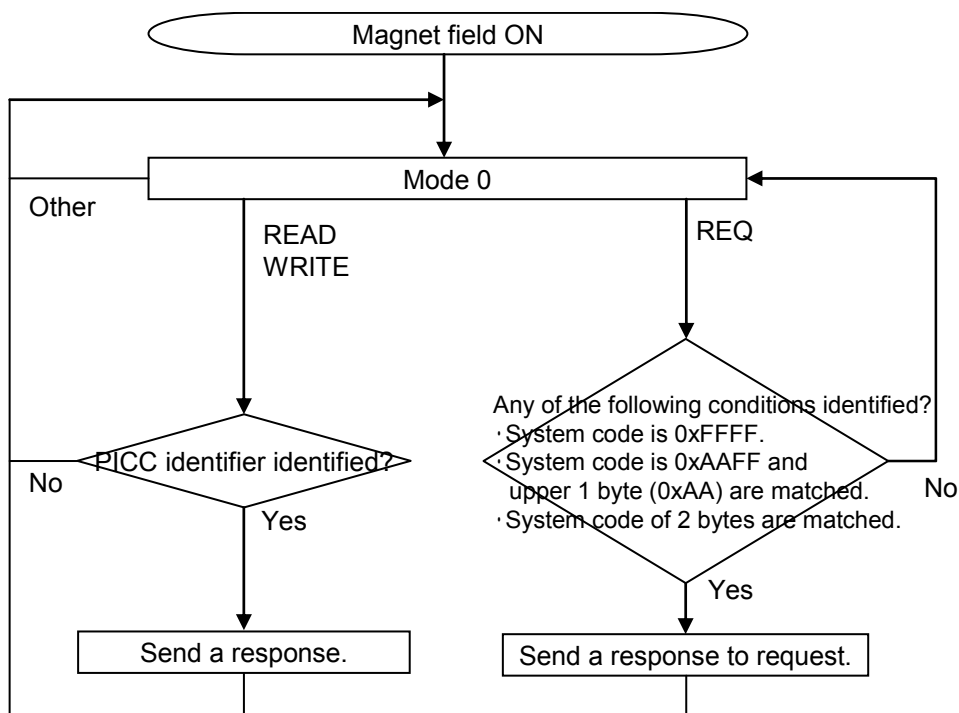 Magnet field ON
Mode 0
Other
READ
WRITE
REQ
Any of the following conditions identified?
·System code is 0xFFFF.
·System code is 0xAAFF and
upper 1 byte (0xAA) are matched.
·System code of 2 bytes are matched.
PICC identifier identified?
No
No
Yes
Yes
Send a response.
Send a response to request.